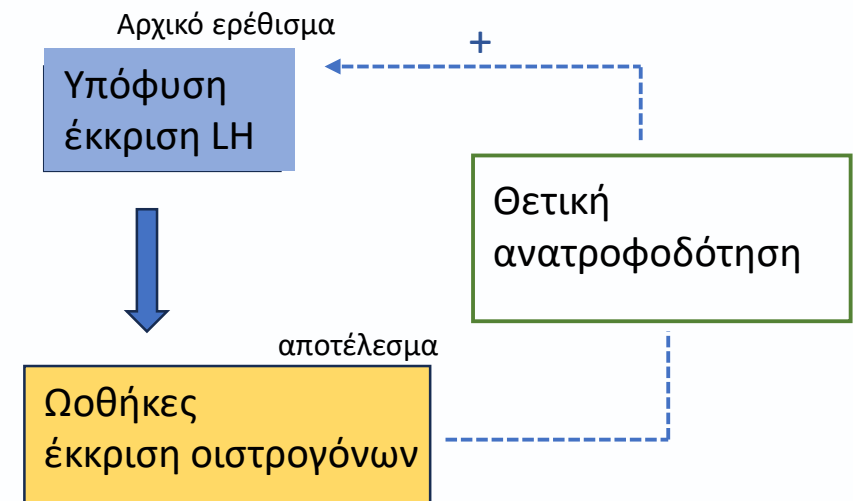 Αρχικό ερέθισμα
+
Υπόφυση
έκκριση LH
Θετική
ανατροφοδότηση
αποτέλεσμα
Ωοθήκες
έκκριση οιστρογόνων